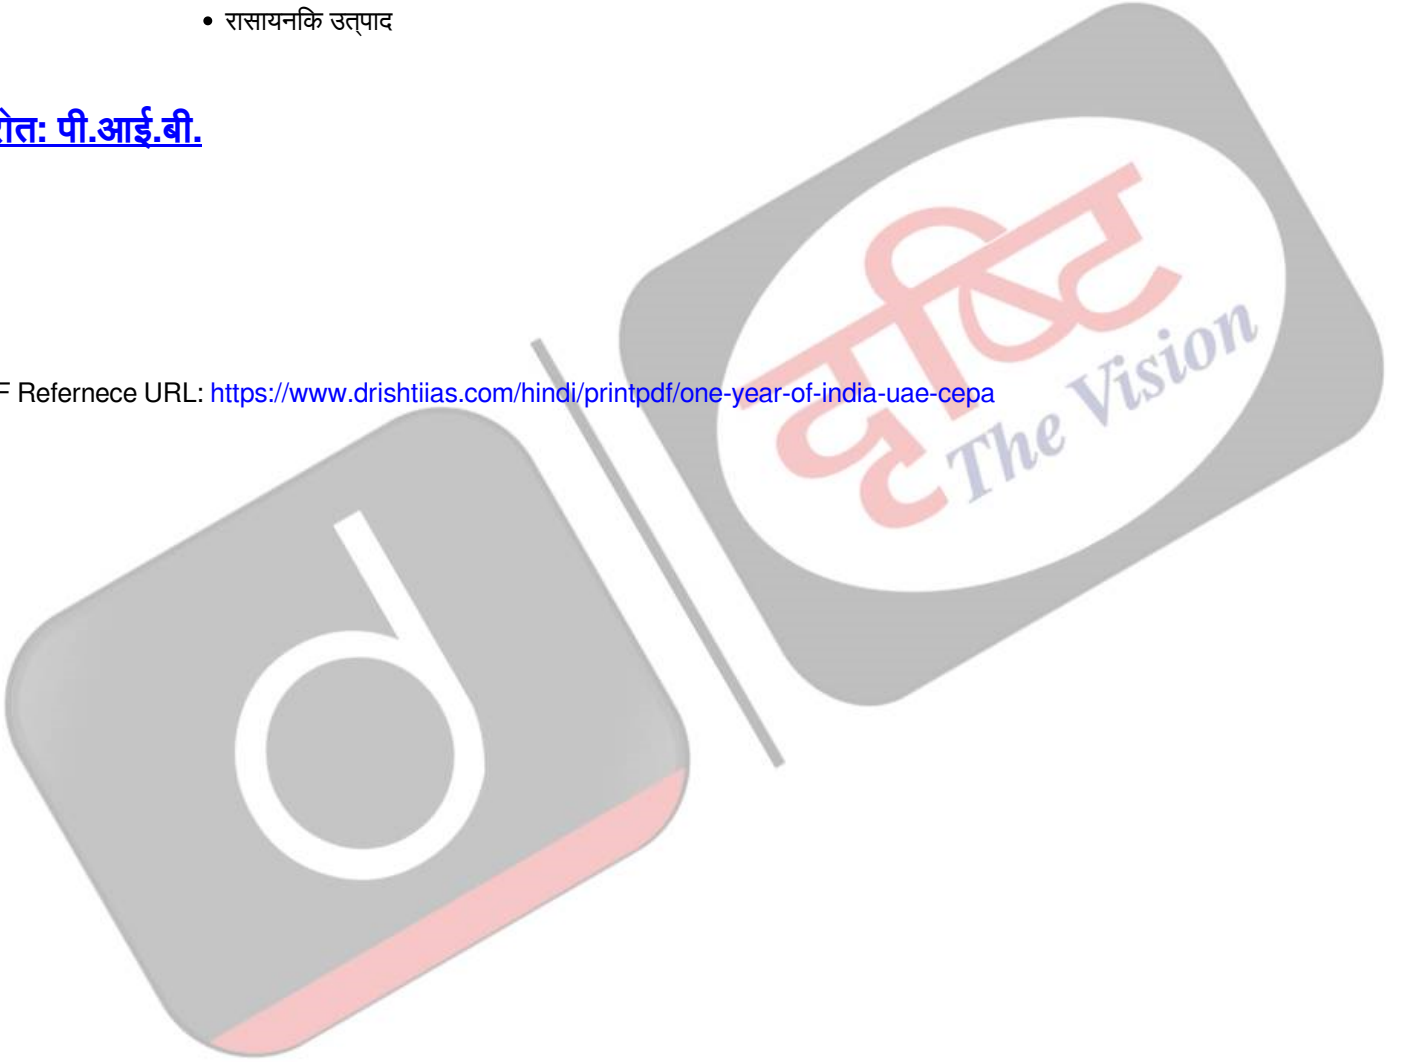 • रासायनकि उत्पाद
रोत: पी.आई.बी.
F Refernece URL: https://www.drishtiias.com/hindi/printpdf/one-year-of-india-uae-cepa
दृष्टि
The Vision
d